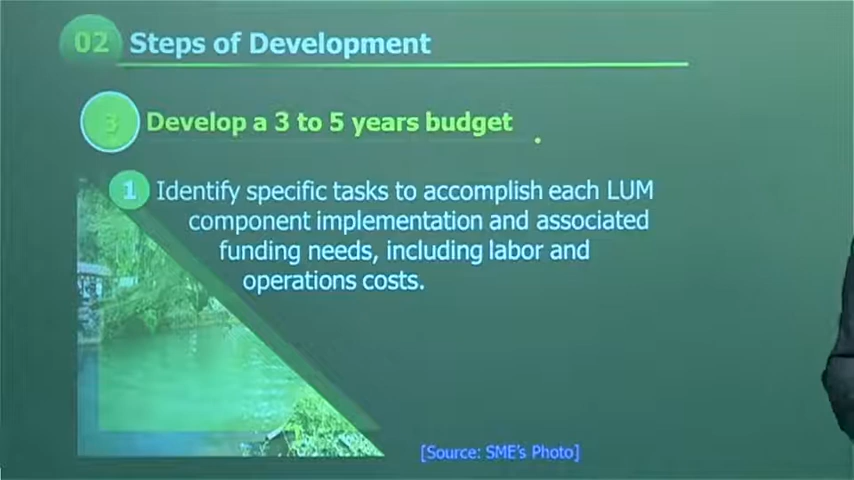 02 Steps of Development
3 Develop a 3 to 5 years budget
1 Identify specific tasks to accomplish each LUM
component implementation and associated
funding needs, including labor and
operations costs.
[Source: SME's Photo]